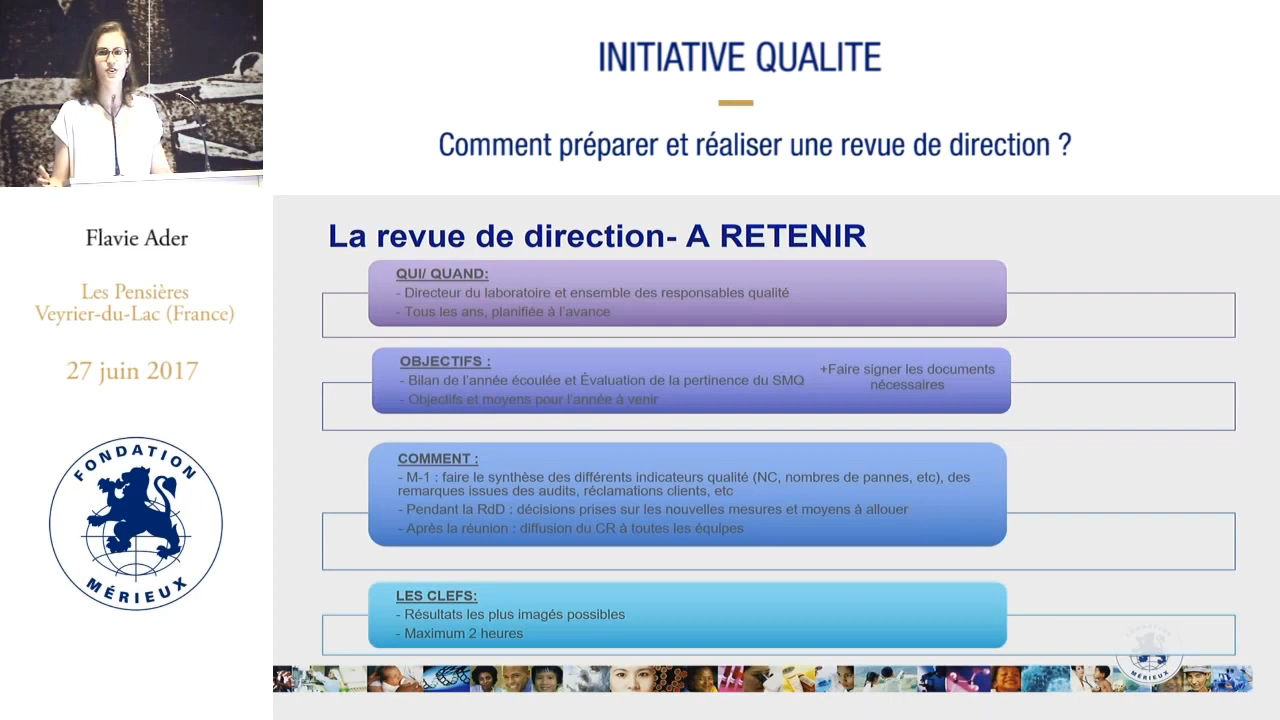 INITIATIVE QUALITE
Comment préparer et réaliser une revue de direction ?
Flavie Ader
Les Pensières
Veyrier-du-Lac (France)
27 juin 2017
FONDATION
MÉRIEUX
La revue de direction- A RETENIR
QUI/ QUAND:
- Directeur du laboratoire et ensemble des responsables qualité
- Tous les ans, planifiée à l’avance
OBJECTIFS :
- Bilan de l’année écoulée et Évaluation de la pertinence du SMQ
- Objectifs et moyens pour l’année à venir
+Faire signer les documents
nécessaires
COMMENT :
- M-1 : faire le synthèse des différents indicateurs qualité (NC, nombres de pannes, etc), des
remarques issues des audits, réclamations clients, etc
- Pendant la RdD : décisions prises sur les nouvelles mesures et moyens à allouer
- Après la réunion : diffusion du CR à toutes les équipes
LES CLEFS:
- Résultats les plus imagés possibles
- Maximum 2 heures
MÉRIEUX